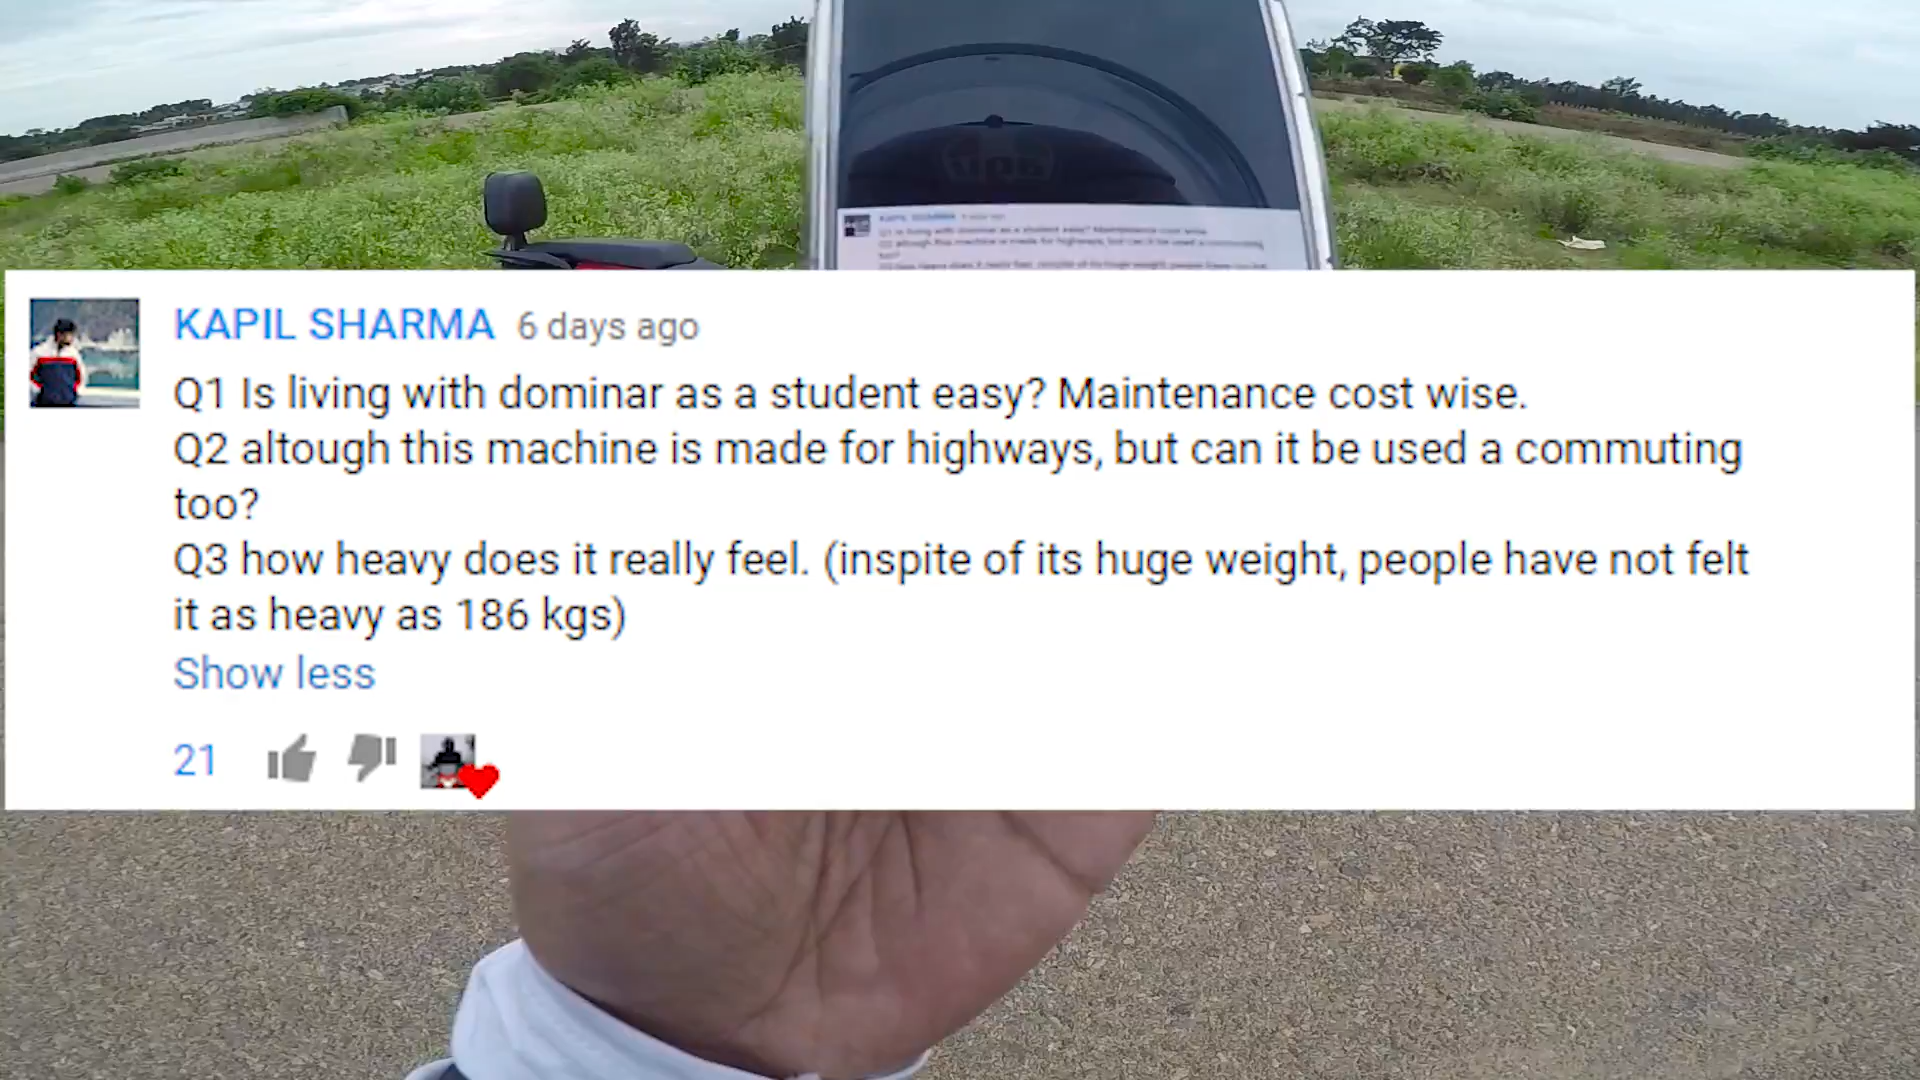 KAPIL SHARMA 6 days ago
Q1 Is living with dominar as a student easy? Maintenance cost wise.
Q2 altough this machine is made for highways, but can it be used a commuting
too?
Q3 how heavy does it really feel. (inspite of its huge weight, people have not felt
it as heavy as 186 kgs)
Show less
21